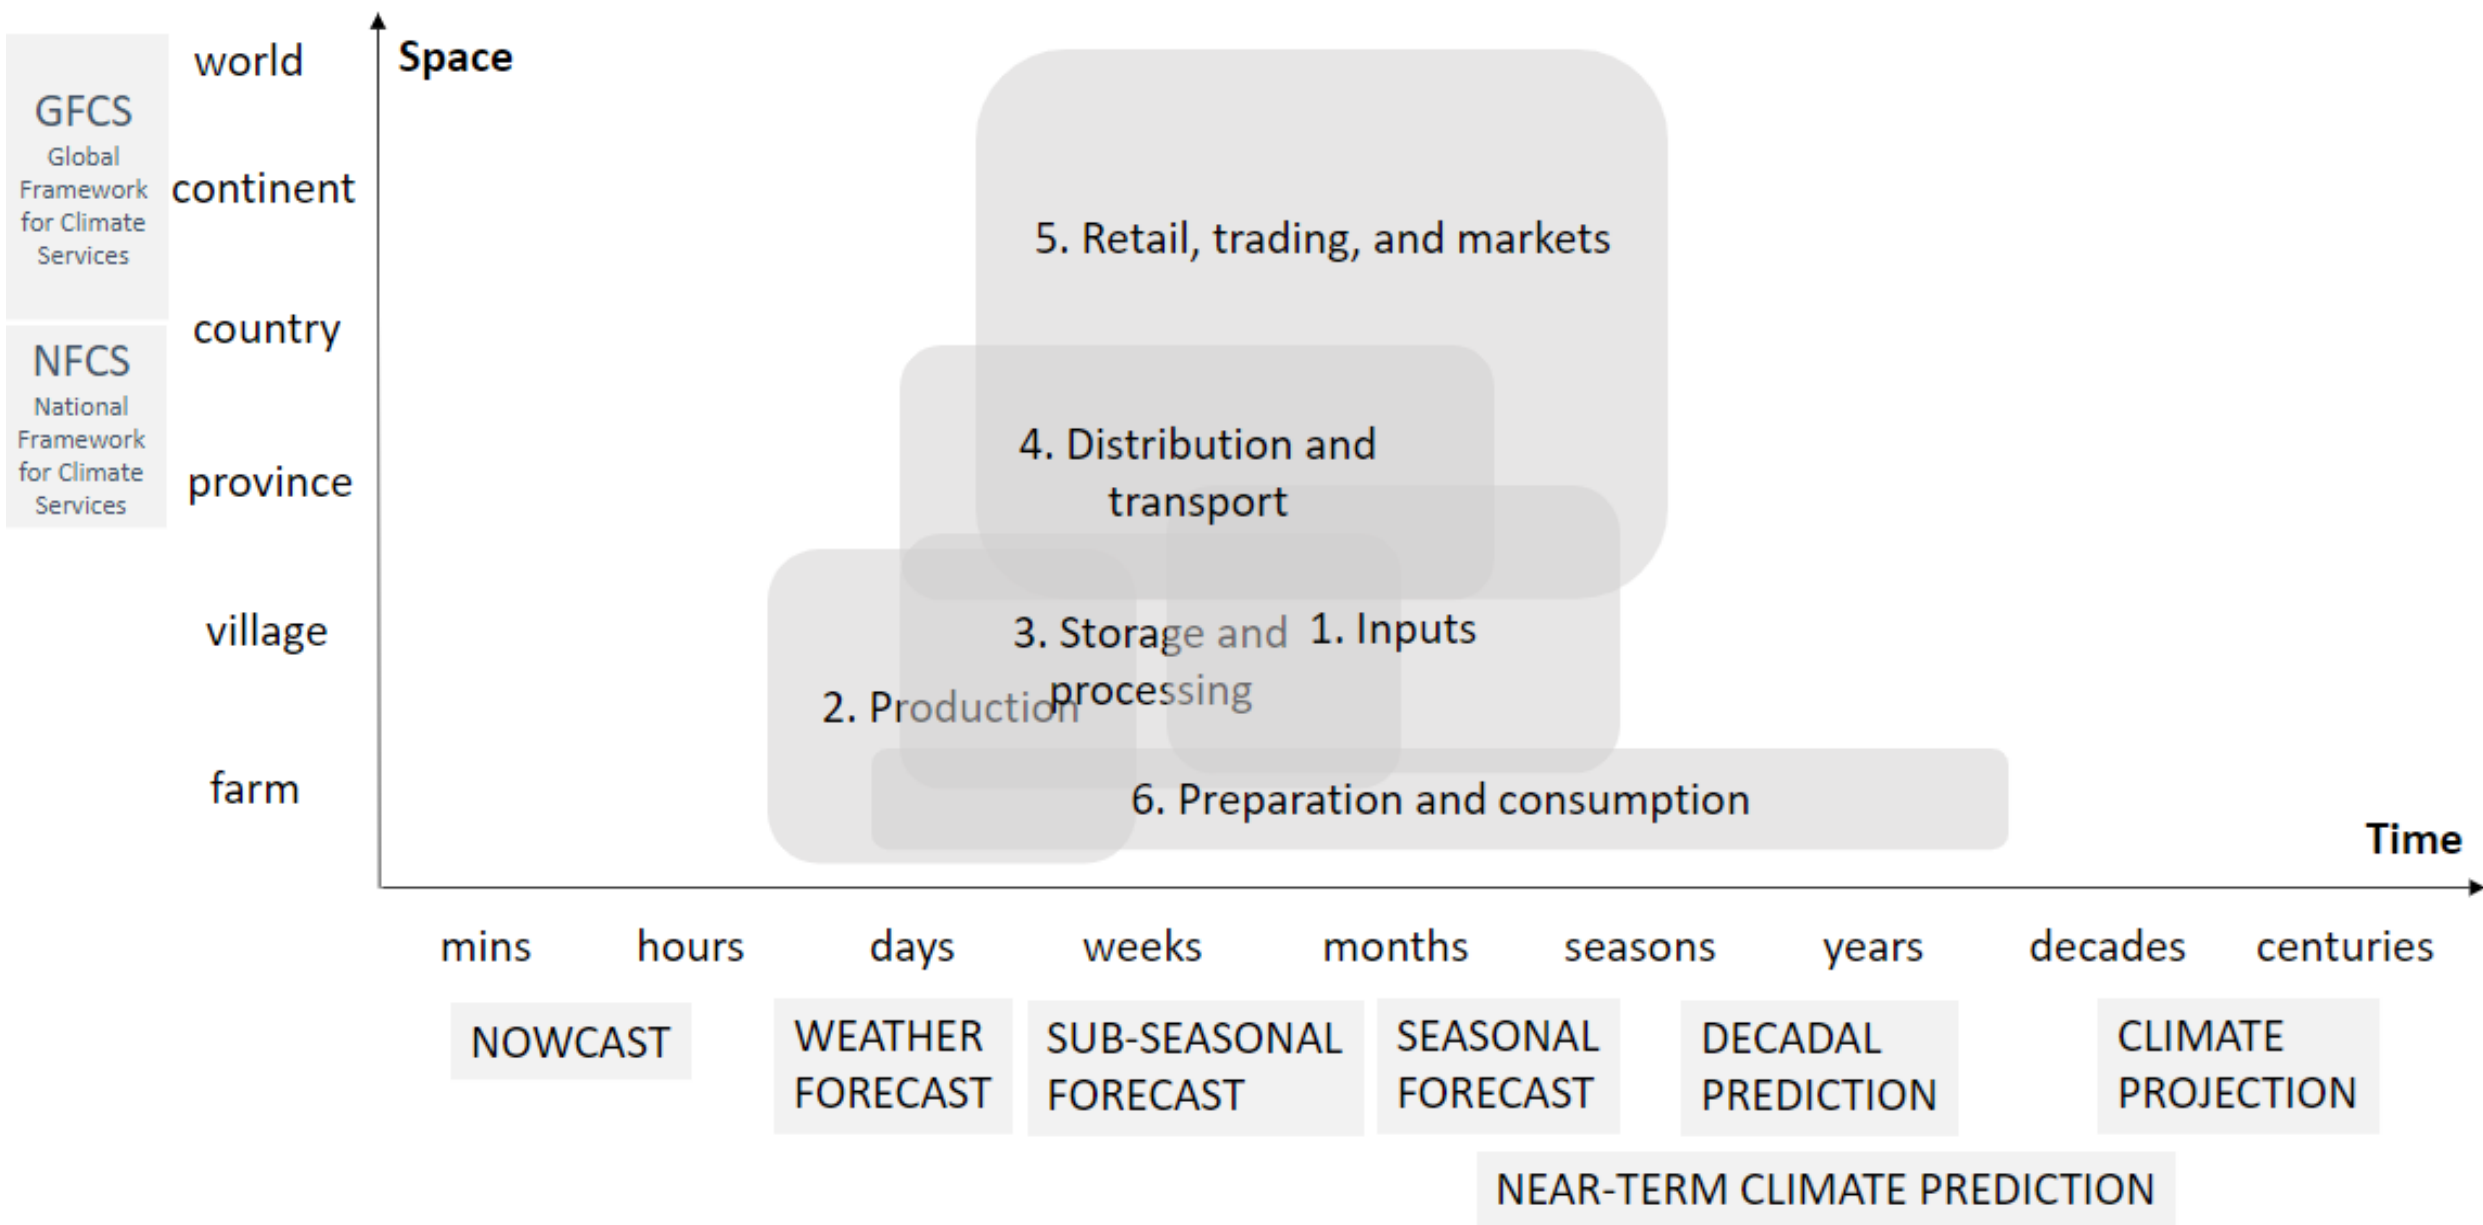 Space
world
continent
country
province
village
farm
GFCS
Global
Framework
for Climate
Services
NFCS
National
Framework
for Climate
Services
5. Retail, trading, and markets
4. Distribution and
transport
3. Storage and
processing
1. Inputs
2. Production
6. Preparation and consumption
Time
mins hours days weeks months seasons years decades centuries
NOWCAST
WEATHER
FORECAST
SUB-SEASONAL
FORECAST
SEASONAL
FORECAST
DECADAL
PREDICTION
CLIMATE
PROJECTION
NEAR-TERM CLIMATE PREDICTION